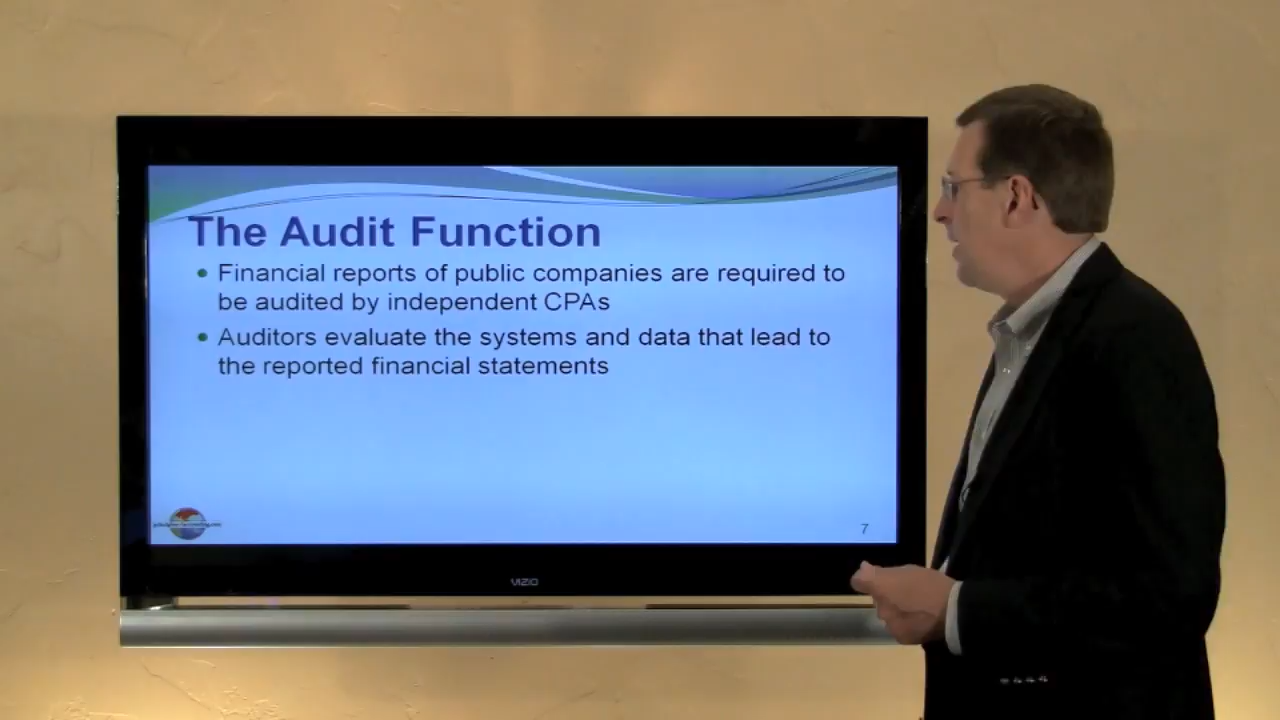 The Audit Function
• Financial reports of public companies are required to
be audited by independent CPAs
• Auditors evaluate the systems and data that lead to
the reported financial statements
7
VIZIO